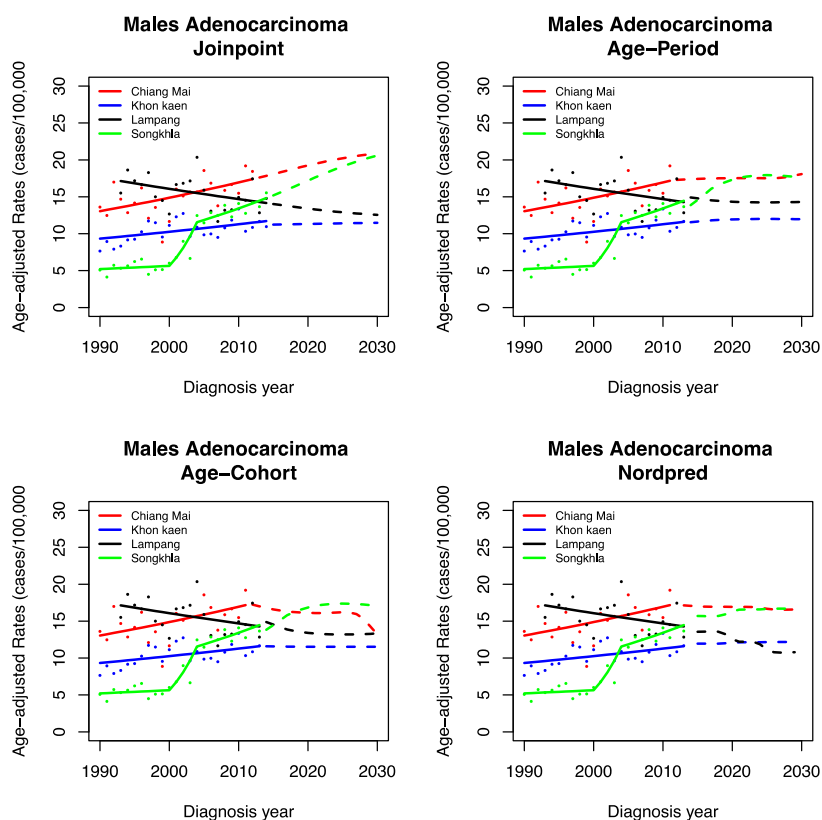 Males Adenocarcinoma
Joinpoint
Age−adjusted Rates (cases/100,000
30
25
20
15
10
5
0
Chiang Mai
Khon kaen
Lampang
Songkhla
1990 2000 2010 2020 2030
Diagnosis year
Males Adenocarcinoma
Age−Period
Age−adjusted Rates (cases/100,000
30
25
20
15
10
5
0
Chiang Mai
Khon kaen
Lampang
Songkhla
1990 2000 2010 2020 2030
Diagnosis year
Males Adenocarcinoma
Age−Cohort
Age−adjusted Rates (cases/100,000
30
25
20
15
10
5
0
Chiang Mai
Khon kaen
Lampang
Songkhla
1990 2000 2010 2020 2030
Diagnosis year
Males Adenocarcinoma
Nordpred
Age−adjusted Rates (cases/100,000
30
25
20
15
10
5
0
Chiang Mai
Khon kaen
Lampang
Songkhla
1990 2000 2010 2020 2030
Diagnosis year